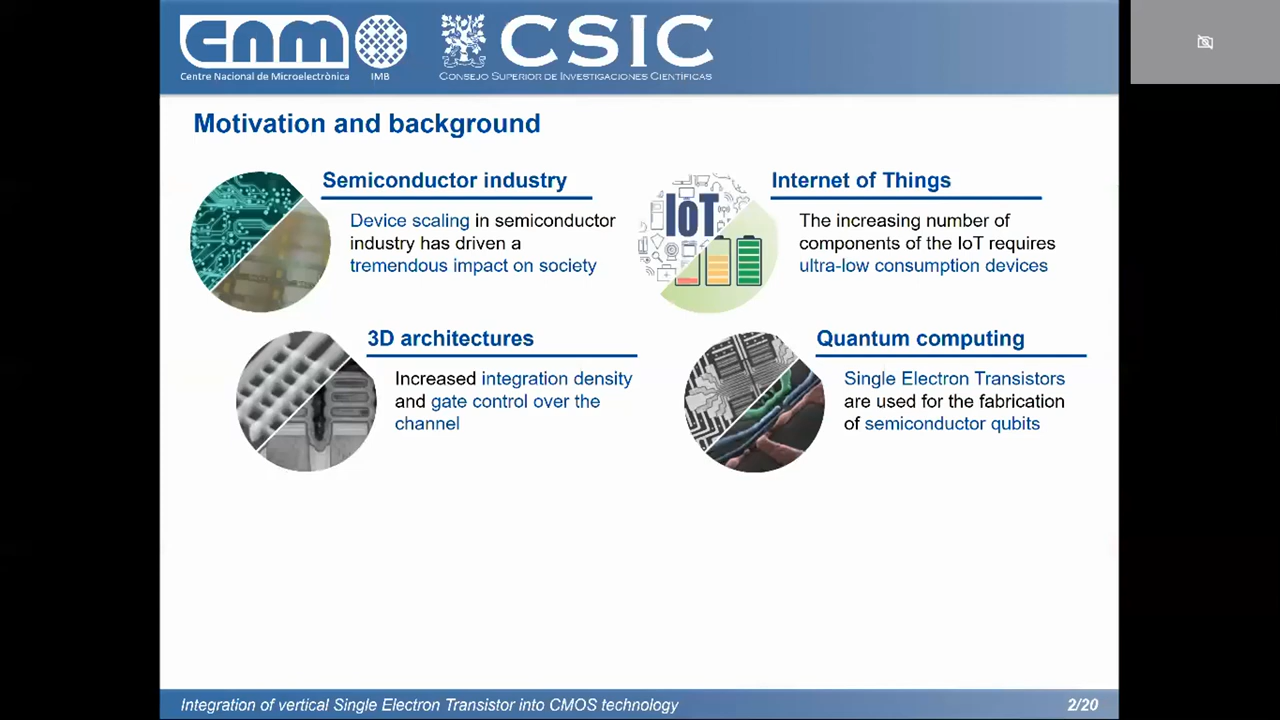 cnm
Centre Nacional de Microelectrònica
IMB
CSIC
Consejo Superior de Investigaciones Científicas
Motivation and background
Semiconductor industry
Device scaling in semiconductor
industry has driven a
tremendous impact on society
IoT
Internet of Things
The increasing number of
components of the IoT requires
ultra-low consumption devices
3D architectures
Increased integration density
and gate control over the
channel
Quantum computing
Single Electron Transistors
are used for the fabrication
of semiconductor qubits
Integration of vertical Single Electron Transistor into CMOS technology
2/20